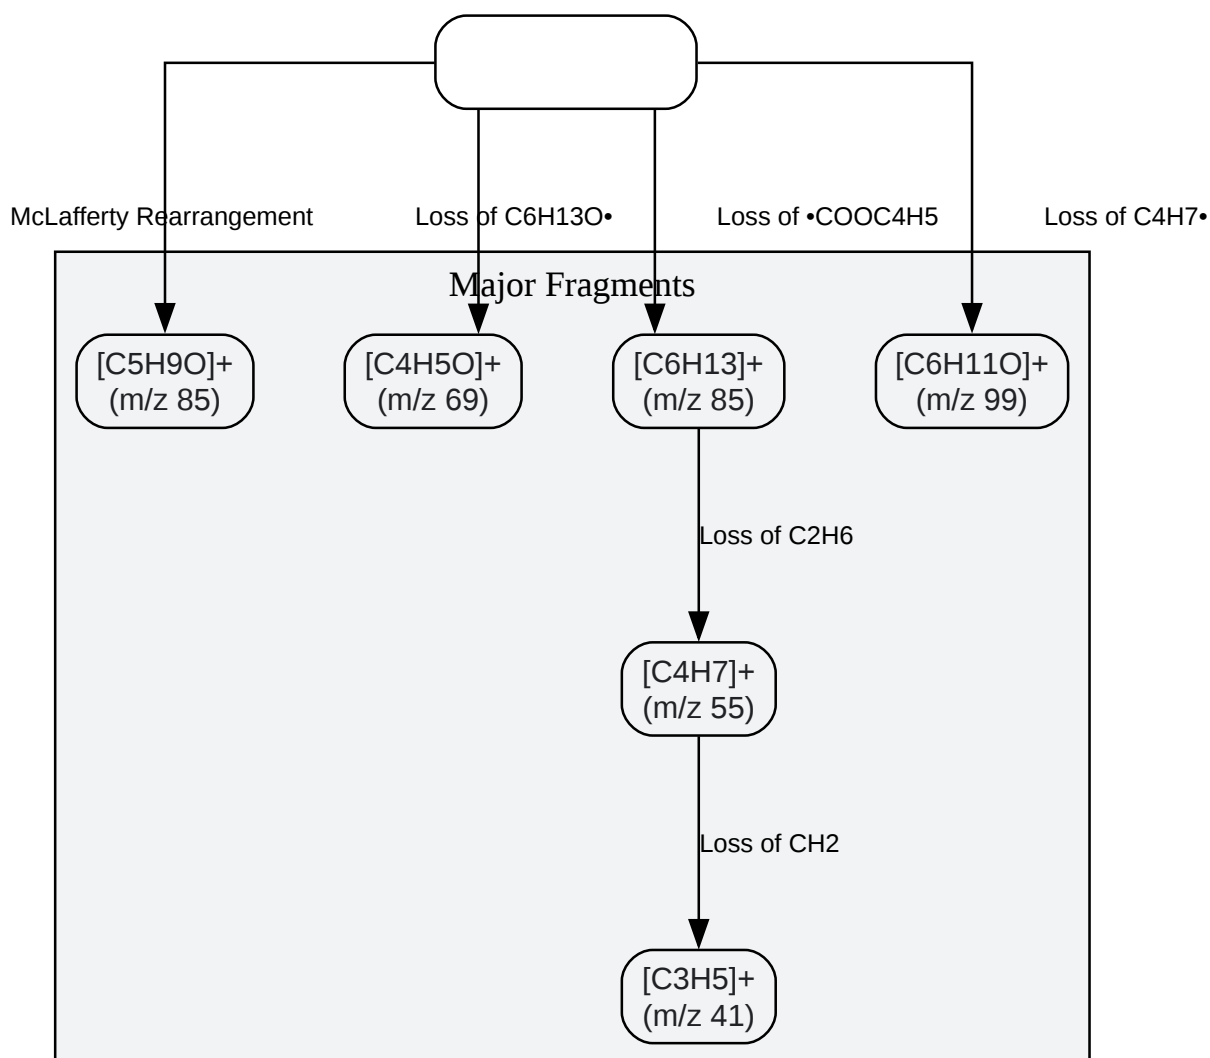 McLafferty Rearrangement
Loss of C6H13O•
Loss of •COOC4H5
Loss of C4H7•
Major Fragments
[C5H9O]+
(m/z 85)
[C4H5O]+
(m/z 69)
[C6H13]+
(m/z 85)
[C6H11O]+
(m/z 99)
Loss of C2H6
[C4H7]+
(m/z 55)
Loss of CH2
[C3H5]+
(m/z 41)